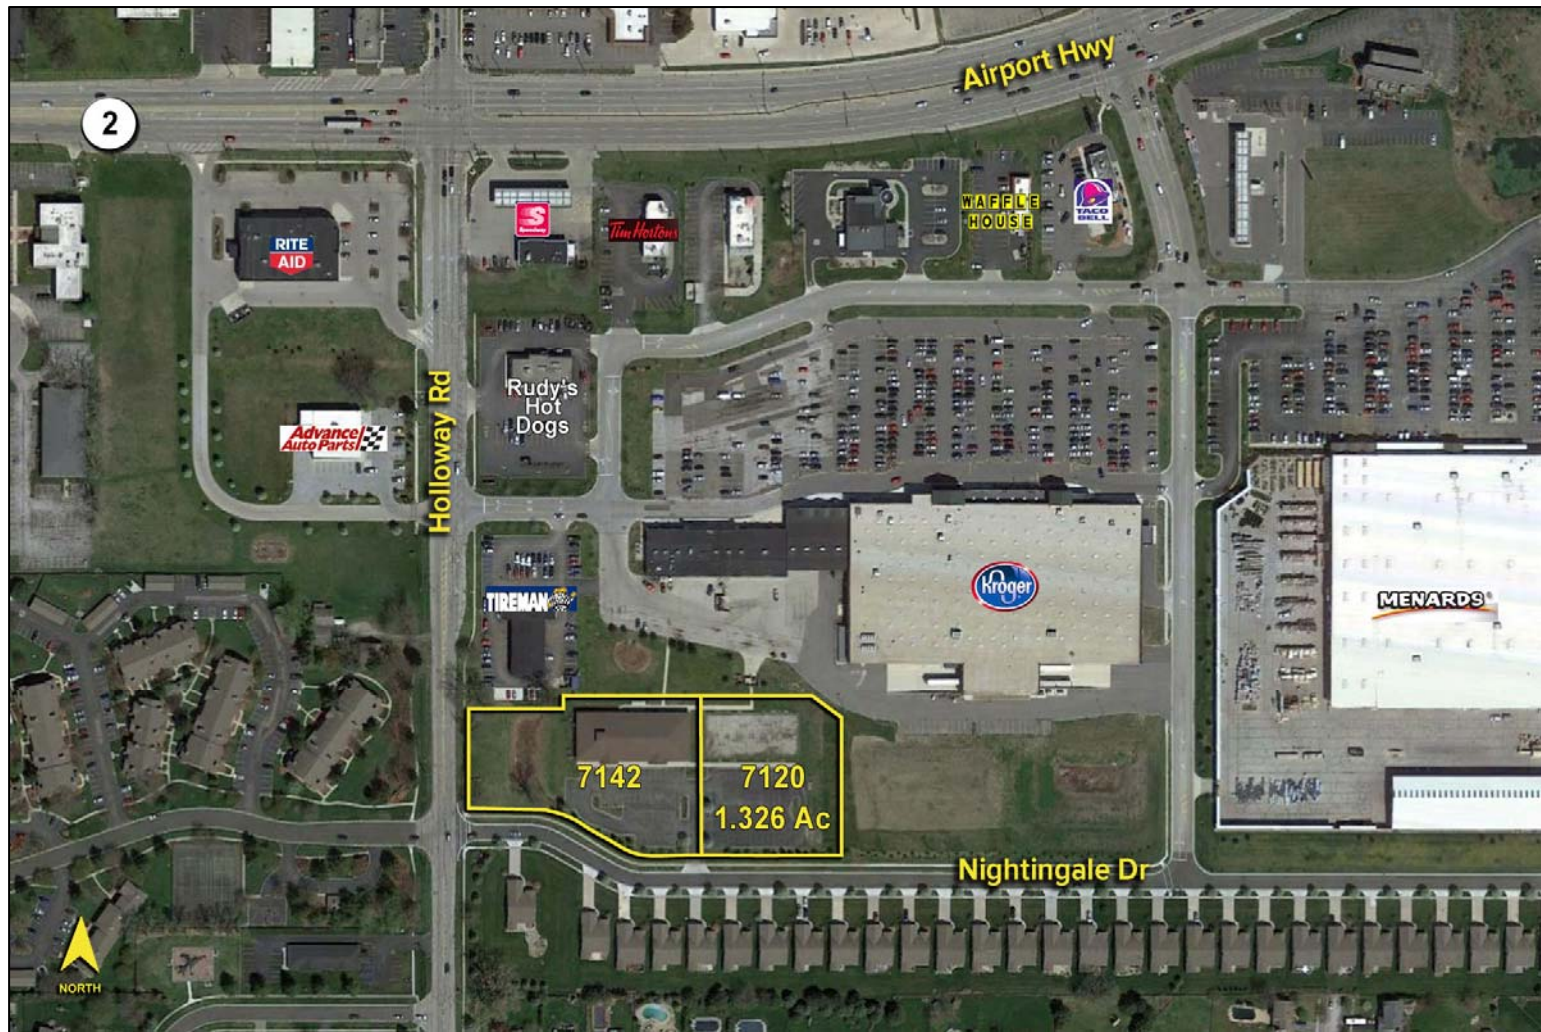 Airport Hwy
2
WAFFLE
HOUSE
TACO
BELL
S
Speedway
Tim Hortons
RITE
AID
Holloway Rd
Rudy's
Hot
Dogs
Advance
Auto Parts
TIREMAN
Kroger
MENARDS
7142
7120
1.326 Ac
Nightingale Dr
NORTH